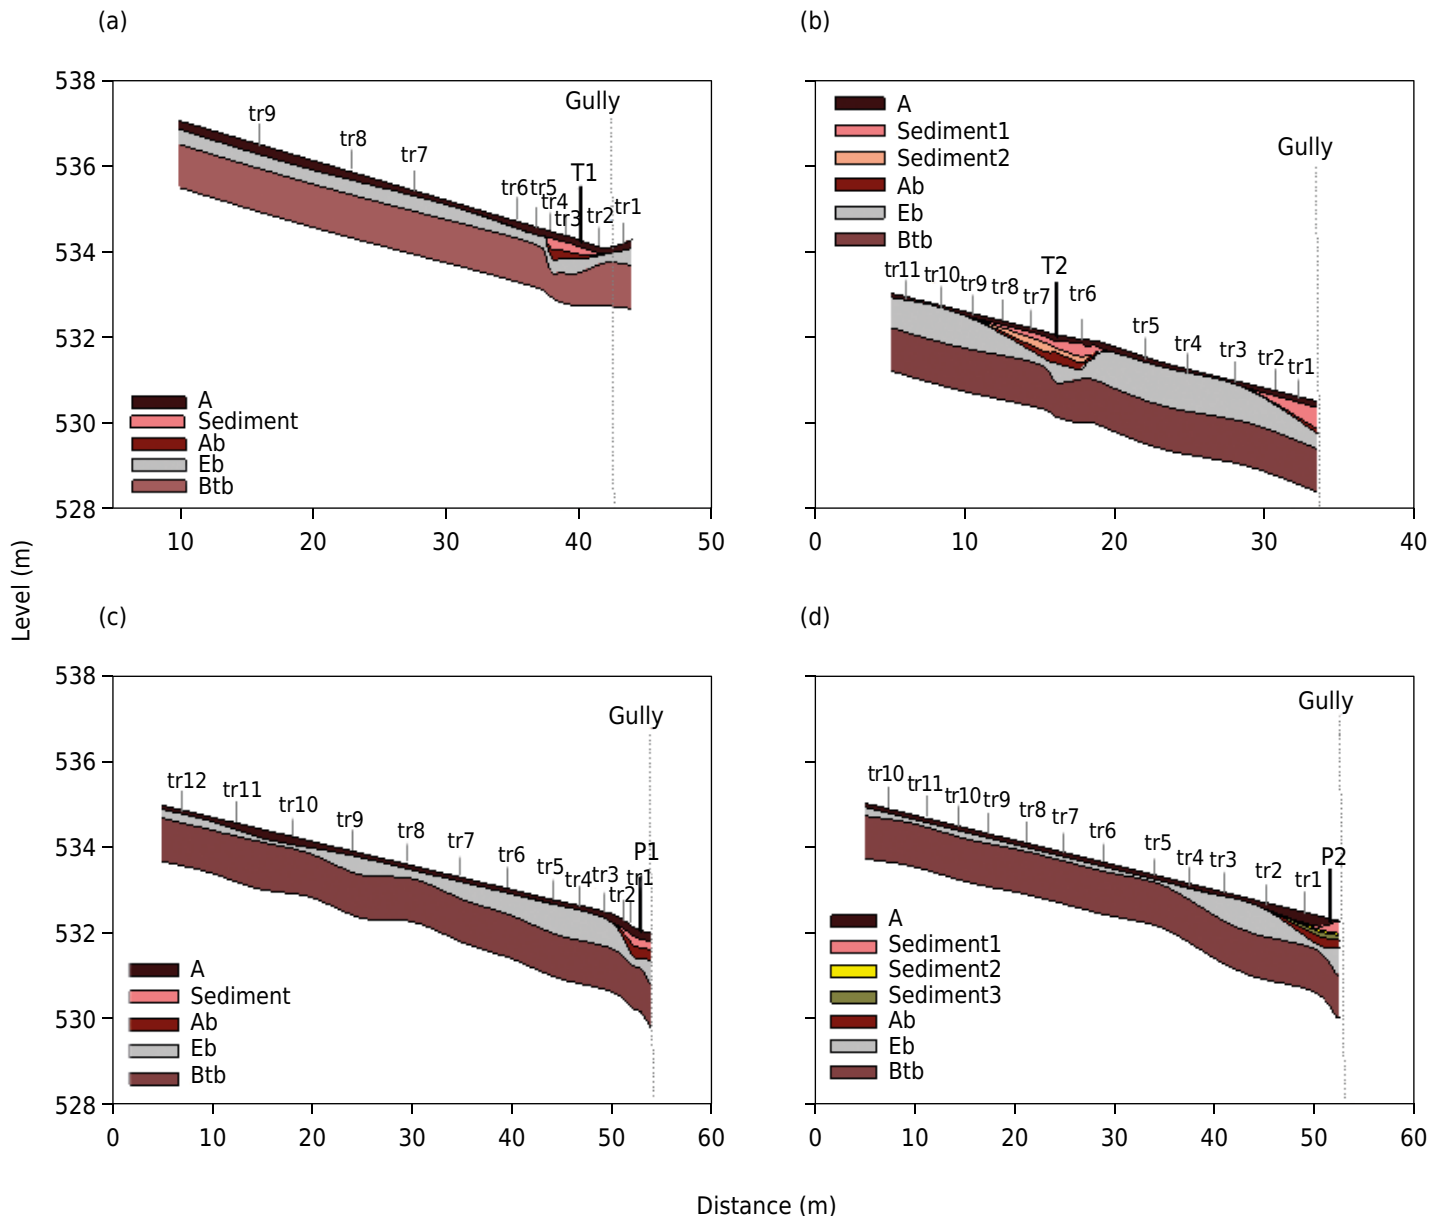 (a)
538
536
534
532
530
528
Gully
tr9
tr8
tr7
tr6
tr5
tr4
tr3
T1
tr2
tr1
A
Sediment
Ab
Eb
Btb
10
20
30
40
50
(b)
A
Sediment1
Sediment2
Ab
Eb
Btb
Gully
T2
tr11
tr10
tr9
tr8
tr7
tr6
tr5
tr4
tr3
tr2
tr1
0
10
20
30
40
Level (m)
(c)
538
536
534
532
530
528
Gully
tr12
tr11
tr10
tr9
tr8
tr7
tr6
tr5
tr4
tr3
tr2
tr1
P1
A
Sediment
Ab
Eb
Btb
0
10
20
30
40
50
60
(d)
Gully
tr10
tr11
tr10
tr9
tr8
tr7
tr6
tr5
tr4
tr3
tr2
tr1
P2
A
Sediment1
Sediment2
Sediment3
Ab
Eb
Btb
0
10
20
30
40
50
60
Distance (m)